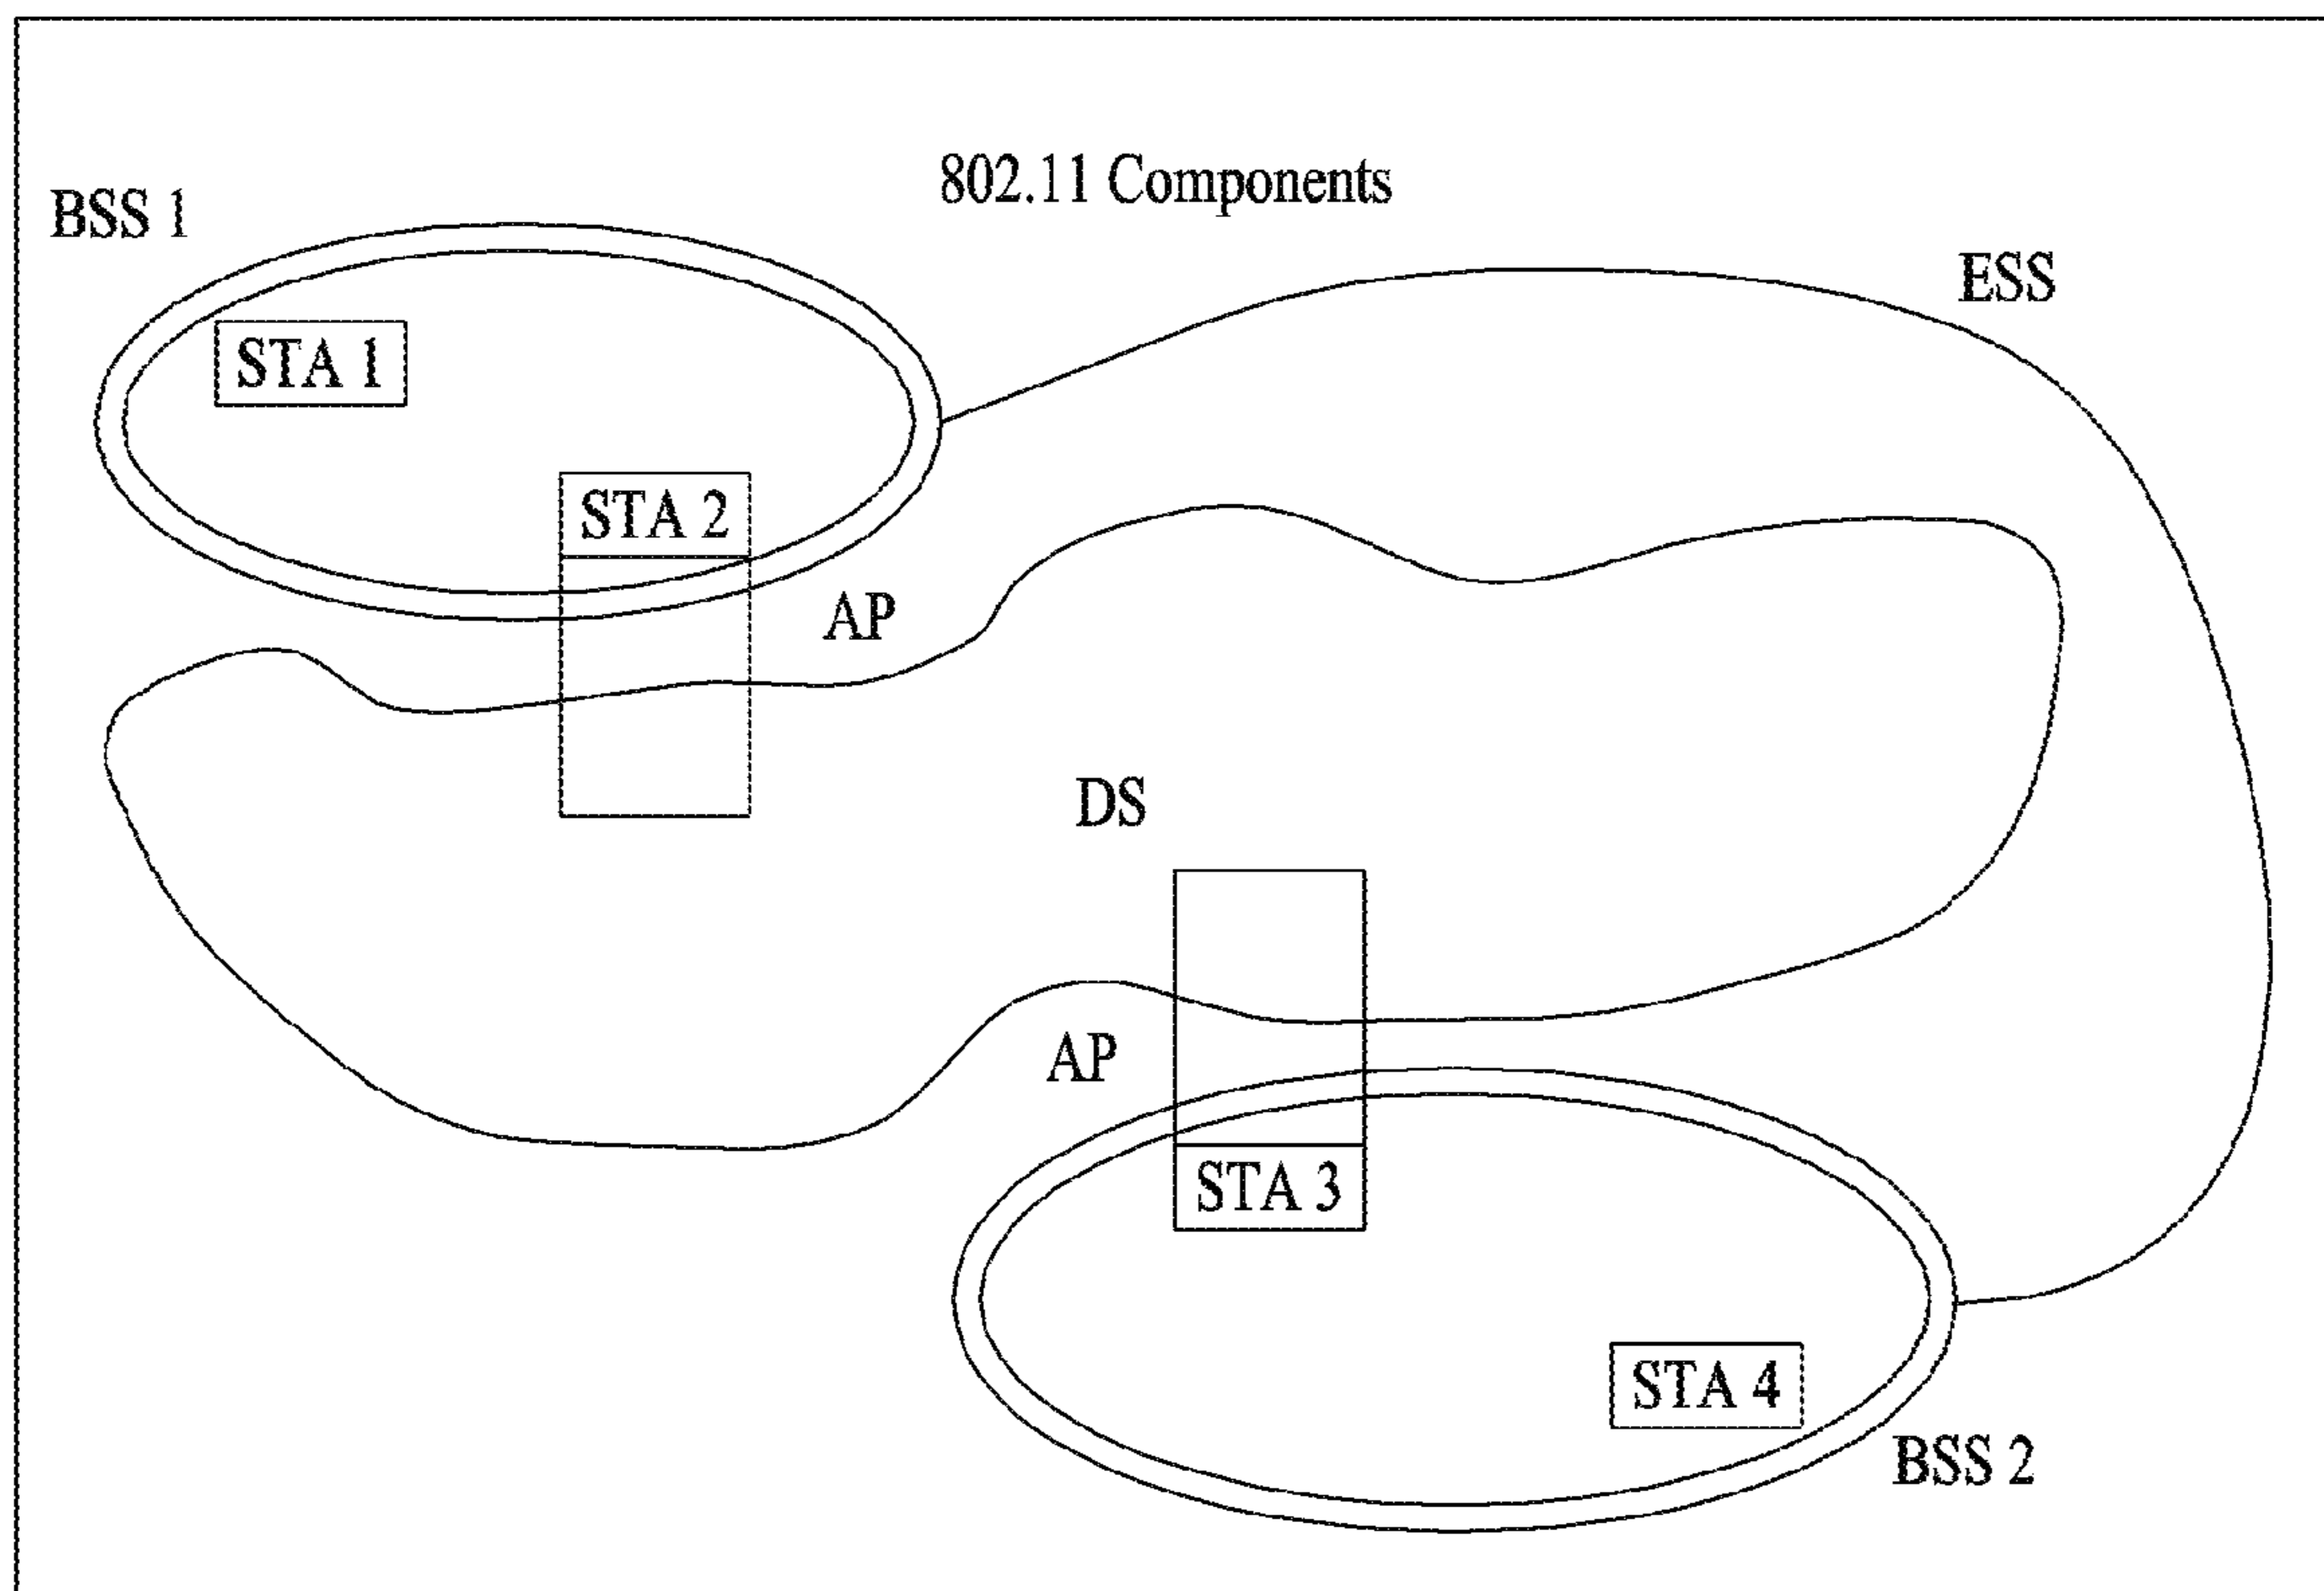 802.11 Components
BSS 1
ESS
STA 1
STA 2
AP
DS
AP
STA 3
STA 4
BSS 2